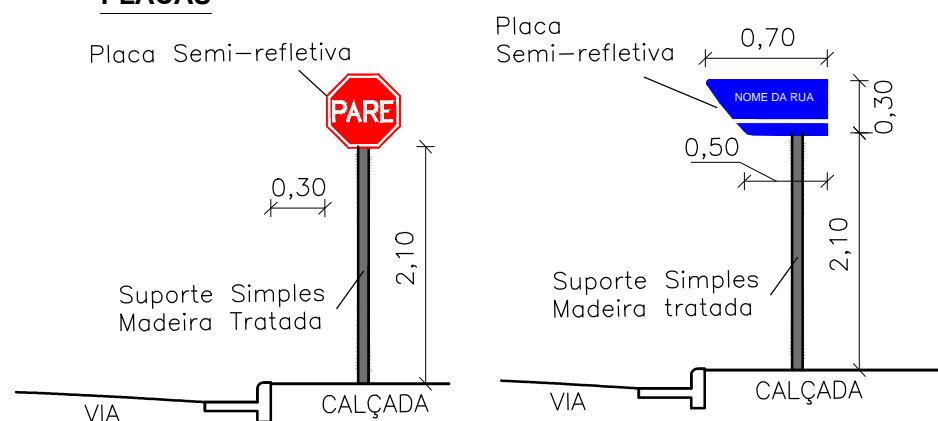 PLACAS
Placa Semi-refletiva
PARE
0,30
2,10
Suporte Simples
Madeira Tratada
VIA
CALÇADA
Placa
Semi-refletiva
0,70
NOME DA RUA
0,30
0,50
2,10
Suporte Simples
Madeira tratada
VIA
CALÇADA